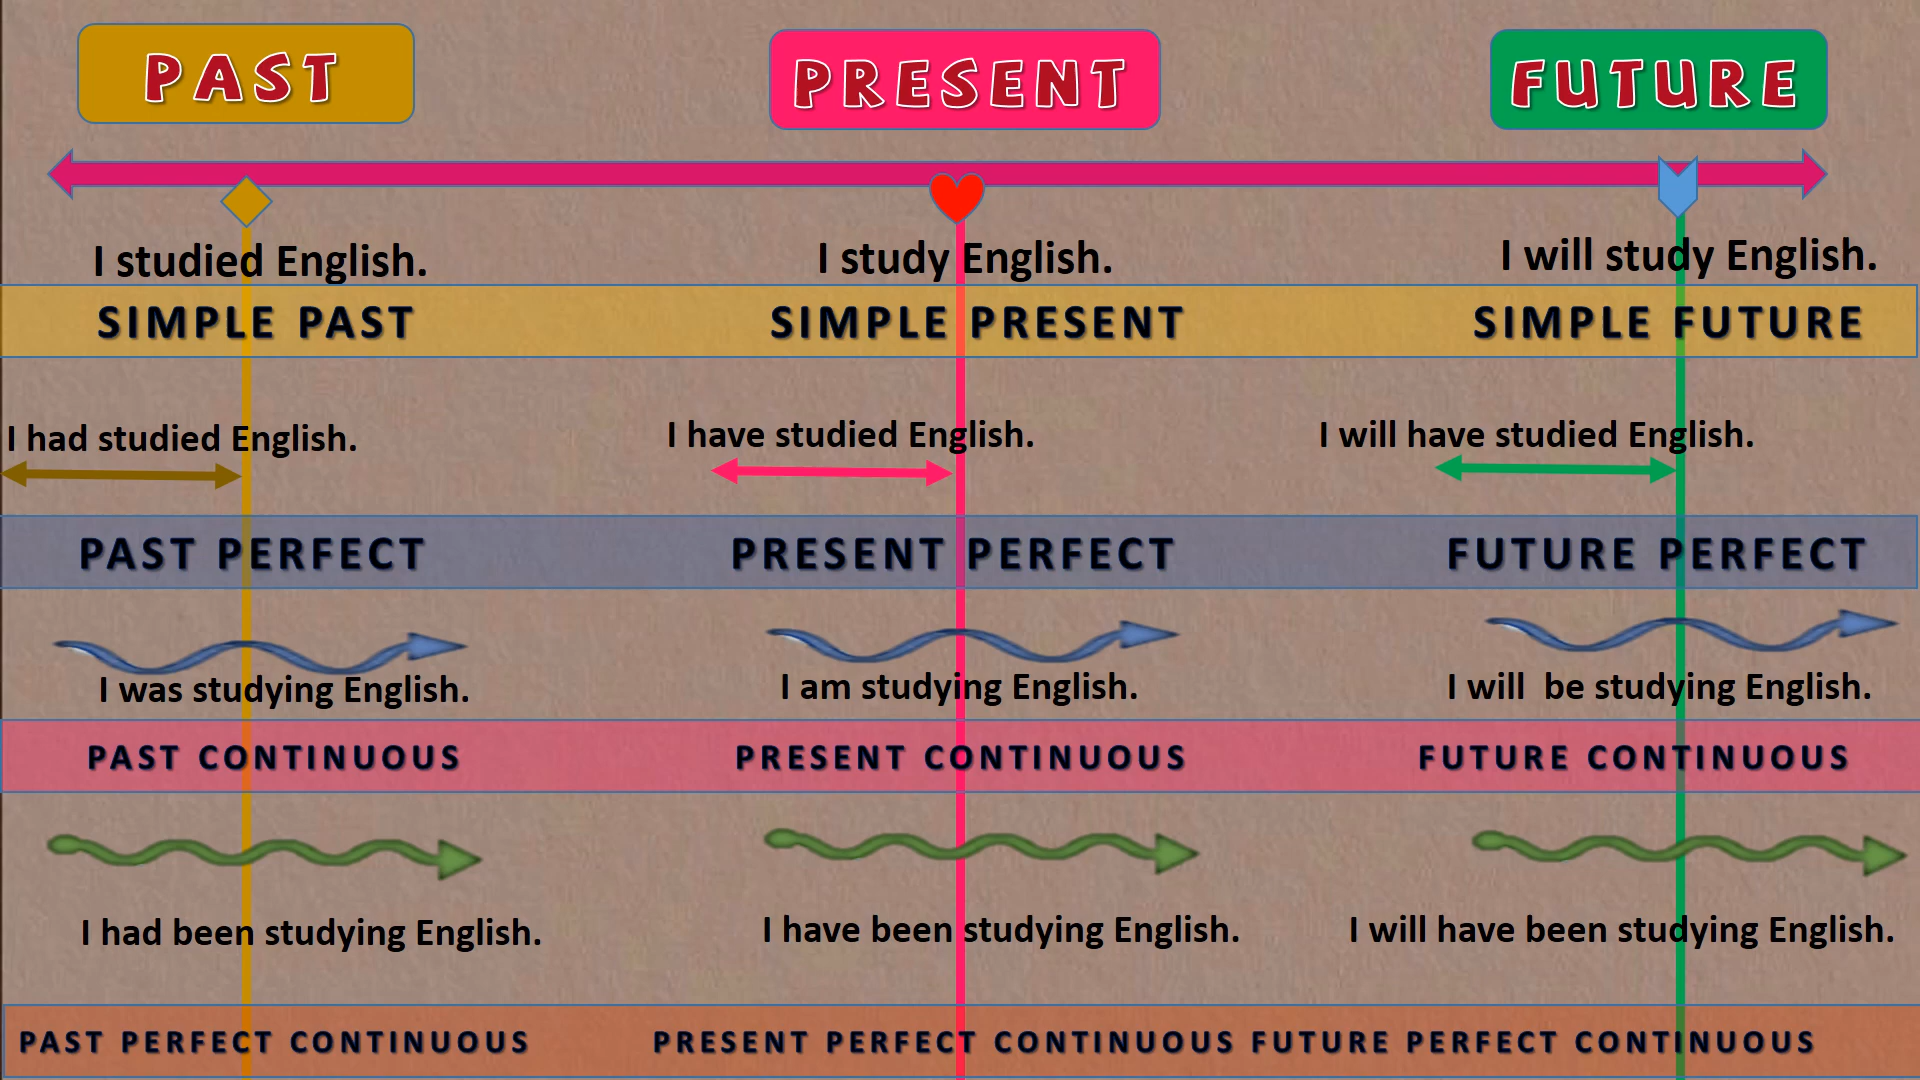 PAST PRESENT FUTURE
I studied English. I study English. I will study English.
SIMPLE PAST SIMPLE PRESENT SIMPLE FUTURE
I had studied English. I have studied English. I will have studied English.
PAST PERFECT PRESENT PERFECT FUTURE PERFECT
I was studying English. I am studying English. I will  be studying English.
PAST CONTINUOUS PRESENT CONTINUOUS FUTURE CONTINUOUS
I had been studying English. I have been studying English. I will have been studying English.
PAST PERFECT CONTINUOUS PRESENT PERFECT CONTINUOUS FUTURE PERFECT CONTINUOUS